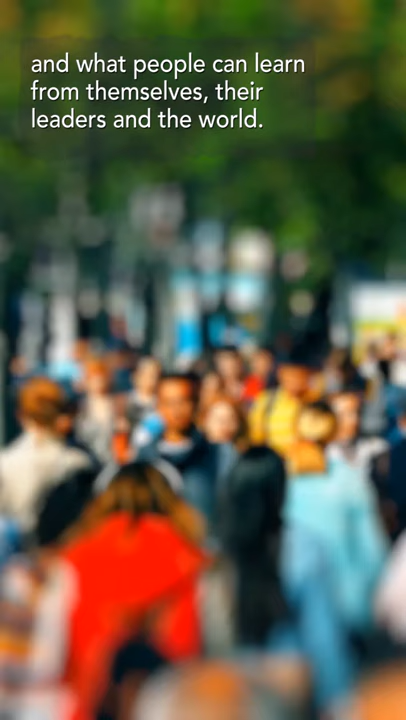 and what people can learn
from themselves, their
leaders and the world.